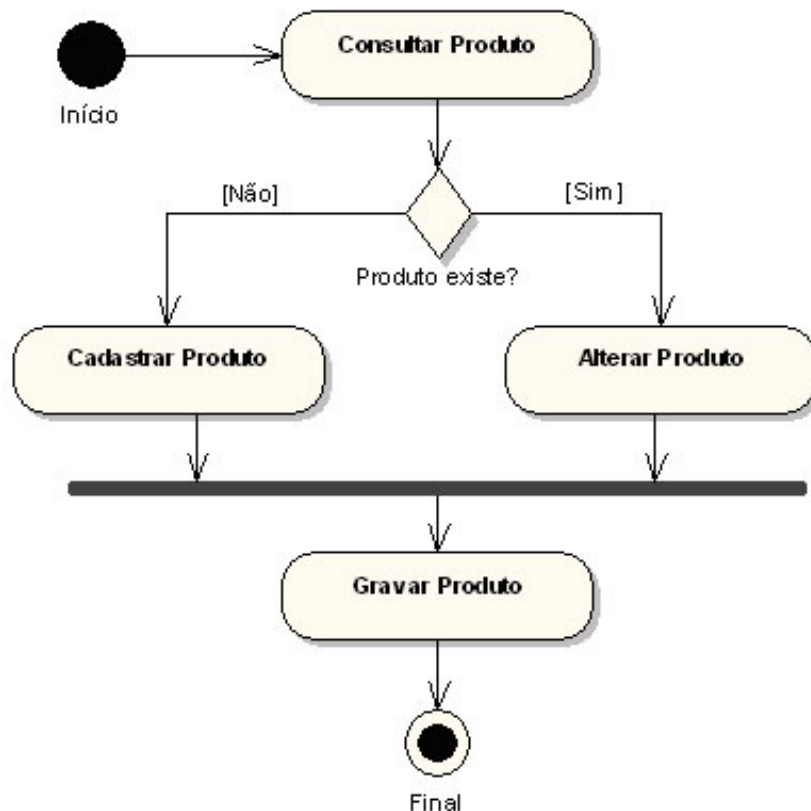 Consultar Produto
Início
[Não]
[Sim]
Produto existe?
Cadastrar Produto
Alterar Produto
Gravar Produto
Final